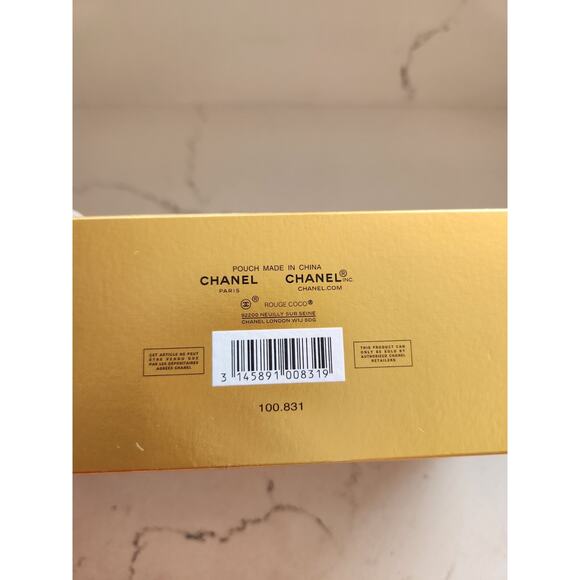 POUCH MADE IN CHINA
CHANEL CHANEL® INC.
PARIS CHANEL.COM
® ROUGE COCO®
92200 NEUILLY SUR SEINE
CHANEL LONDON W1J 6DG
CET ARTICLE NE PEUT
ÊTRE VENDU QUE
PAR LES DÉPOSITAIRES
AGRÉÉS CHANEL
3 145891 008319
THIS PRODUCT CAN
ONLY BE SOLD BY
AUTHORIZED CHANEL
RETAILERS
100.831